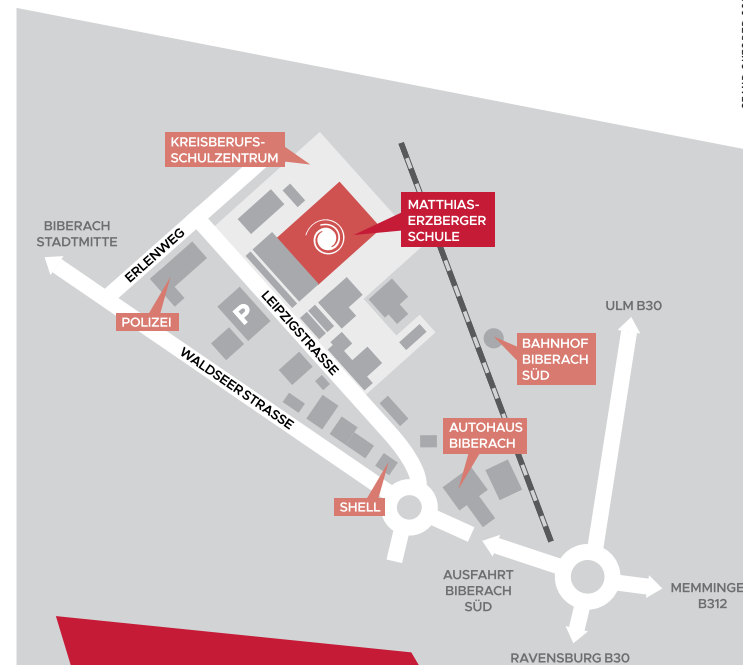 KREISBERUFS-
SCHULZENTRUM
MATTHIAS-
ERZBERGER
SCHULE
BIBERACH
STADTMITTE
ERLENWEG
POLIZEI
P
LEIPZIGSTRASSE
WALDSEER STRASSE
ULM B30
BAHNHOF
BIBERACH
SÜD
AUTOHAUS
BIBERACH
SHELL
AUSFAHRT
BIBERACH
SÜD
MEMMINGE
B312
RAVENSBURG B30